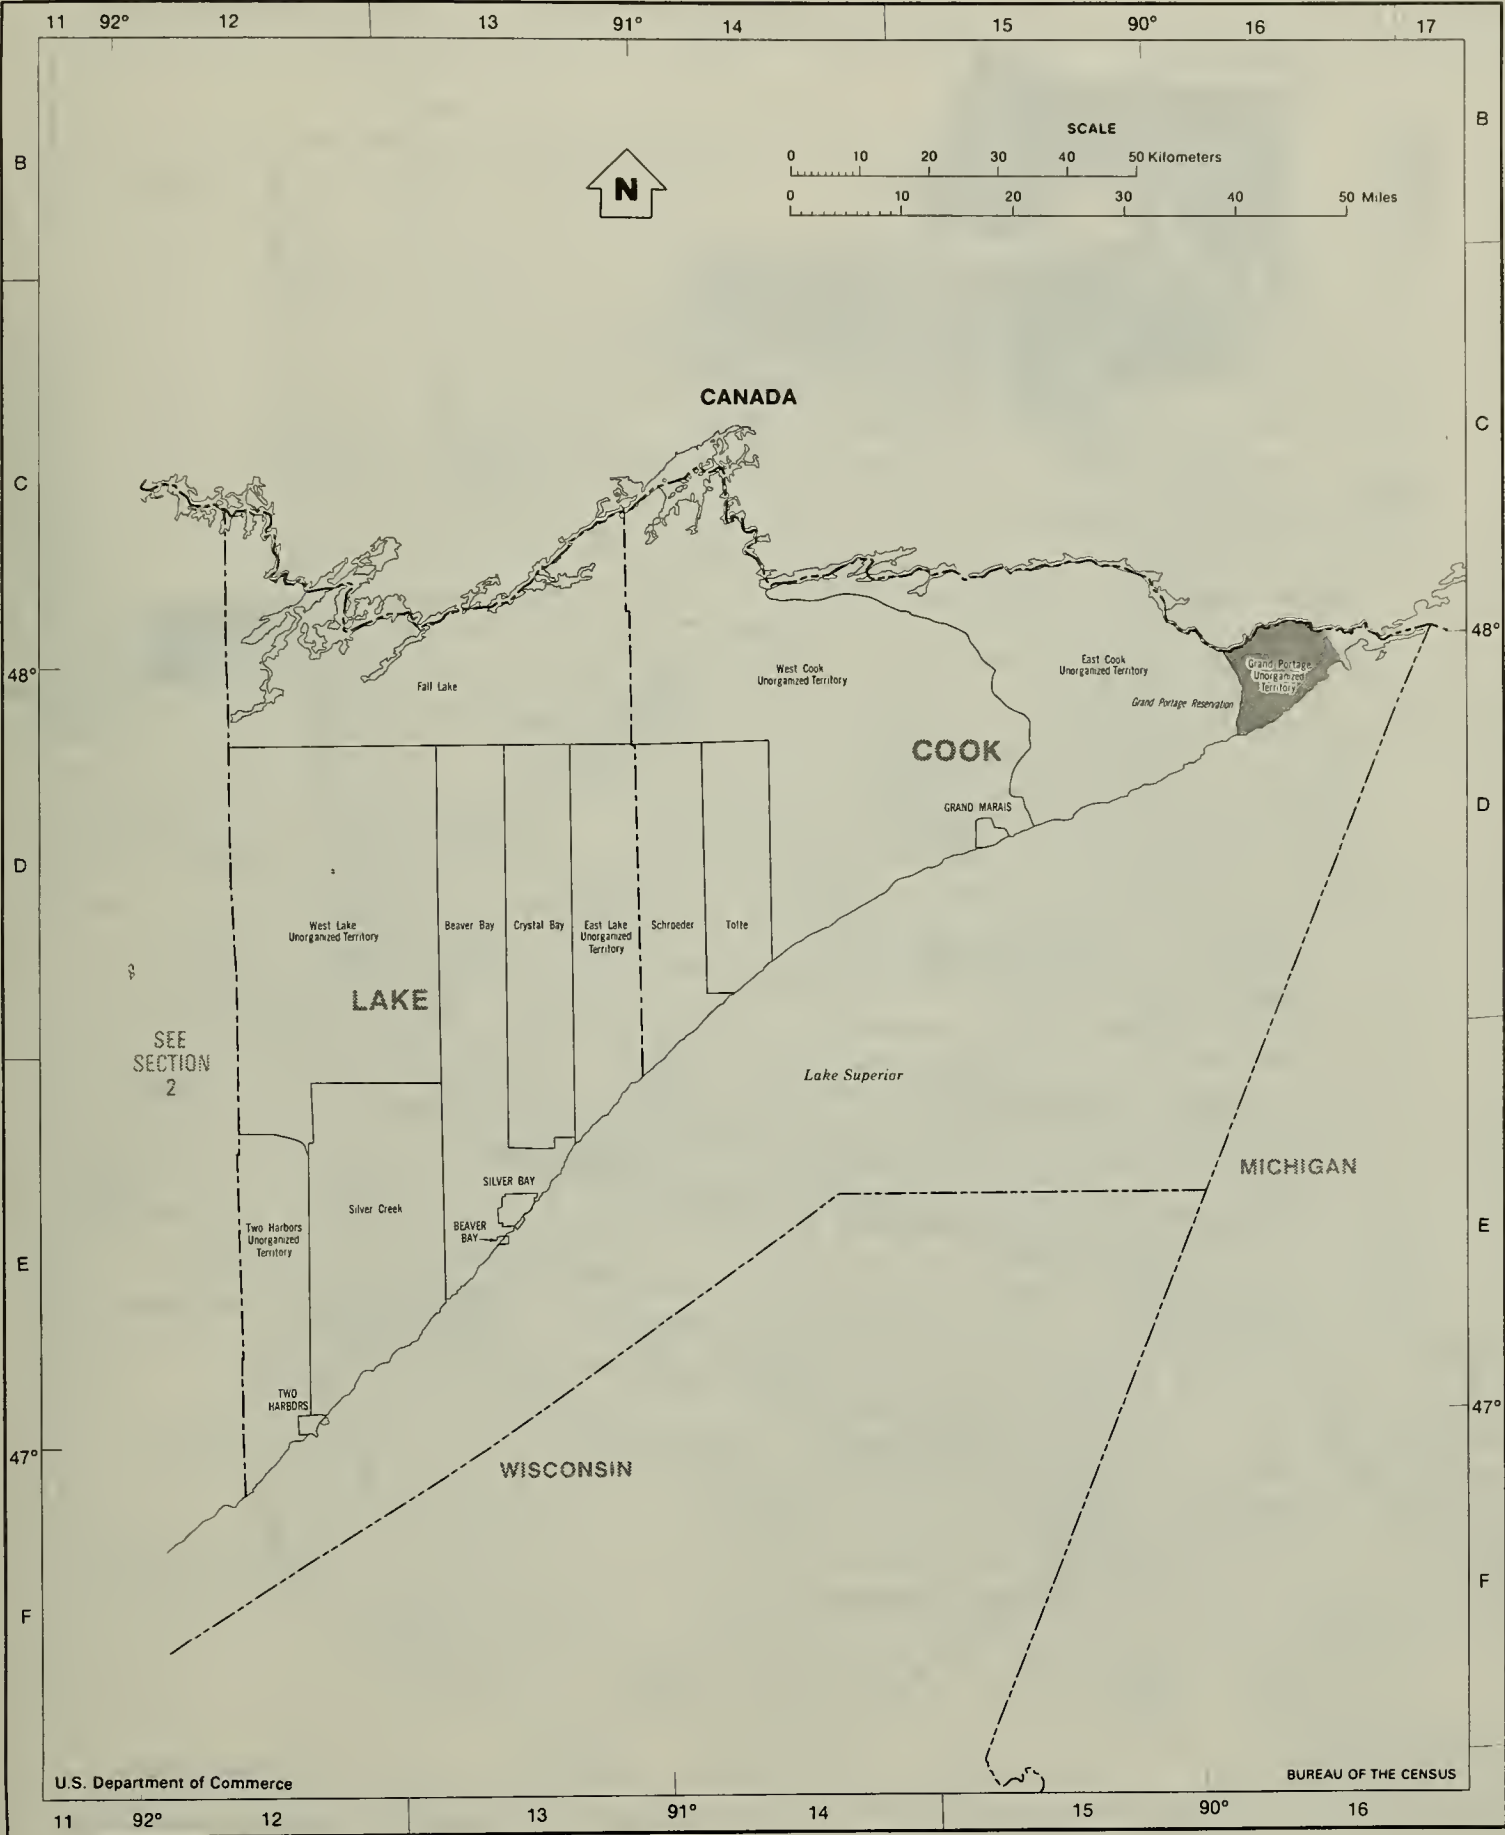 11 92° 12 13 91° 14 15 90° 16 17
B
B
SCALE
0 10 20 30 40 50 Kilometers
0 10 20 30 40 50 Miles
N
CANADA
C
C
48°
48°
Fall Lake
West Cook
Unorganized Territory
East Cook
Unorganized Territory
Grand Portage
Unorganized
Territory
Grand Portage Reservation
COOK
GRAND MARAIS
D
D
West Lake
Unorganized Territory
Beaver Bay
Crystal Bay
East Lake
Unorganized
Territory
Schroeder
Tofte
LAKE
SEE
SECTION
2
Lake Superior
MICHIGAN
SILVER BAY
BEAVER
BAY
Silver Creek
Two Harbors
Unorganized
Territory
E
E
TWO
HARBORS
47°
47°
WISCONSIN
F
F
U.S. Department of Commerce
BUREAU OF THE CENSUS
11 92° 12 13 91° 14 15 90° 16